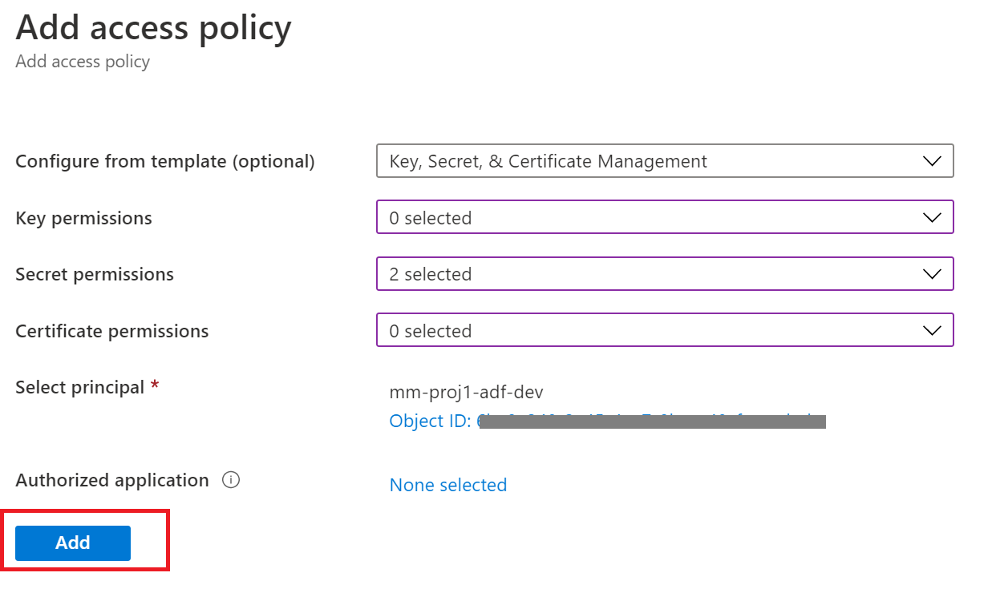 Add access policy
Add access policy
Configure from template (optional) Key, Secret, & Certificate Management
Key permissions 0 selected
Secret permissions 2 selected
Certificate permissions 0 selected
Select principal * mm-proj1-adf-dev
Object ID:
Authorized application None selected
Add